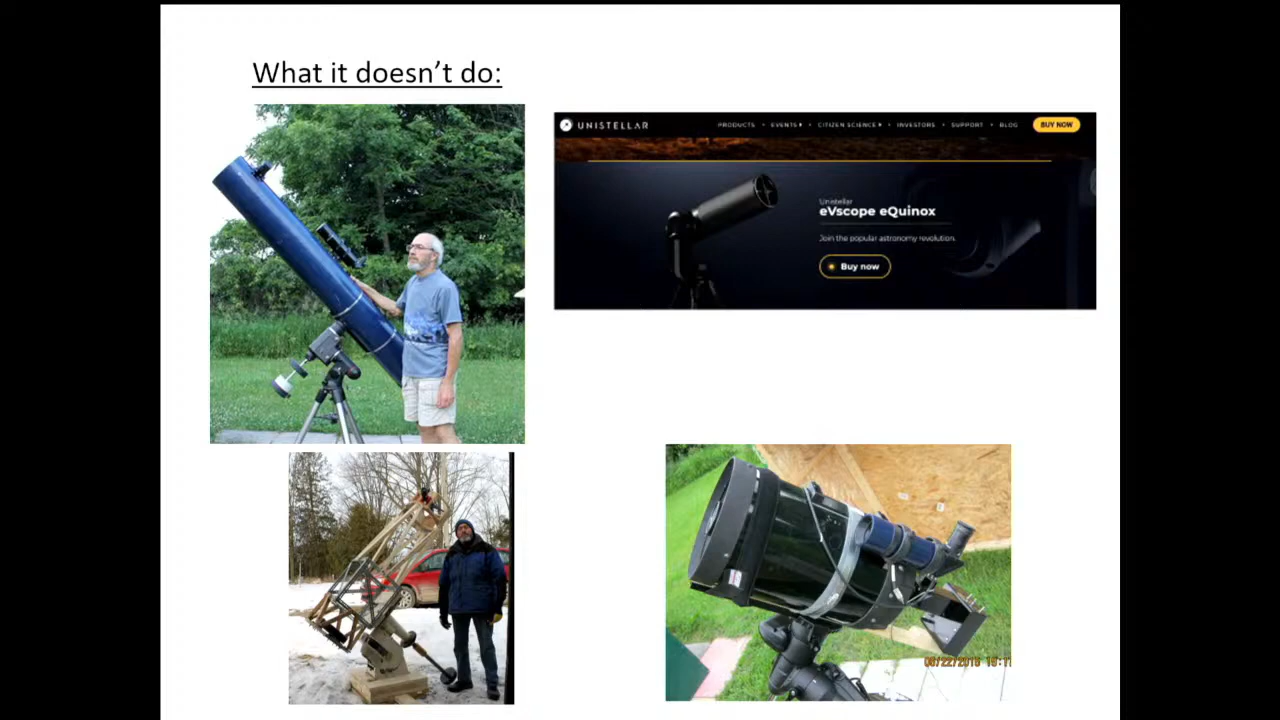 What it doesn't do:
UNISTELLAR
PRODUCTS • EVENTS • CITIZEN SCIENCE • INVESTORS • SUPPORT • BLOG BUY NOW
Unistellar
eVscope eQuinox
Join the popular astronomy revolution.
Buy now